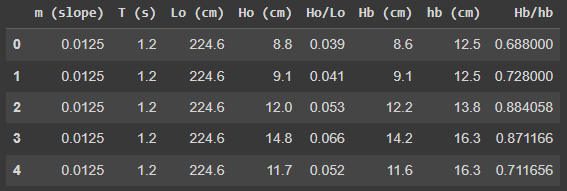 m (slope) T (s) Lo (cm) Ho (cm) Ho/Lo Hb (cm) hb (cm) Hb/hb
0 0.0125 1.2 224.6 8.8 0.039 8.6 12.5 0.688000
1 0.0125 1.2 224.6 9.1 0.041 9.1 12.5 0.728000
2 0.0125 1.2 224.6 12.0 0.053 12.2 13.8 0.884058
3 0.0125 1.2 224.6 14.8 0.066 14.2 16.3 0.871166
4 0.0125 1.2 224.6 11.7 0.052 11.6 16.3 0.711656